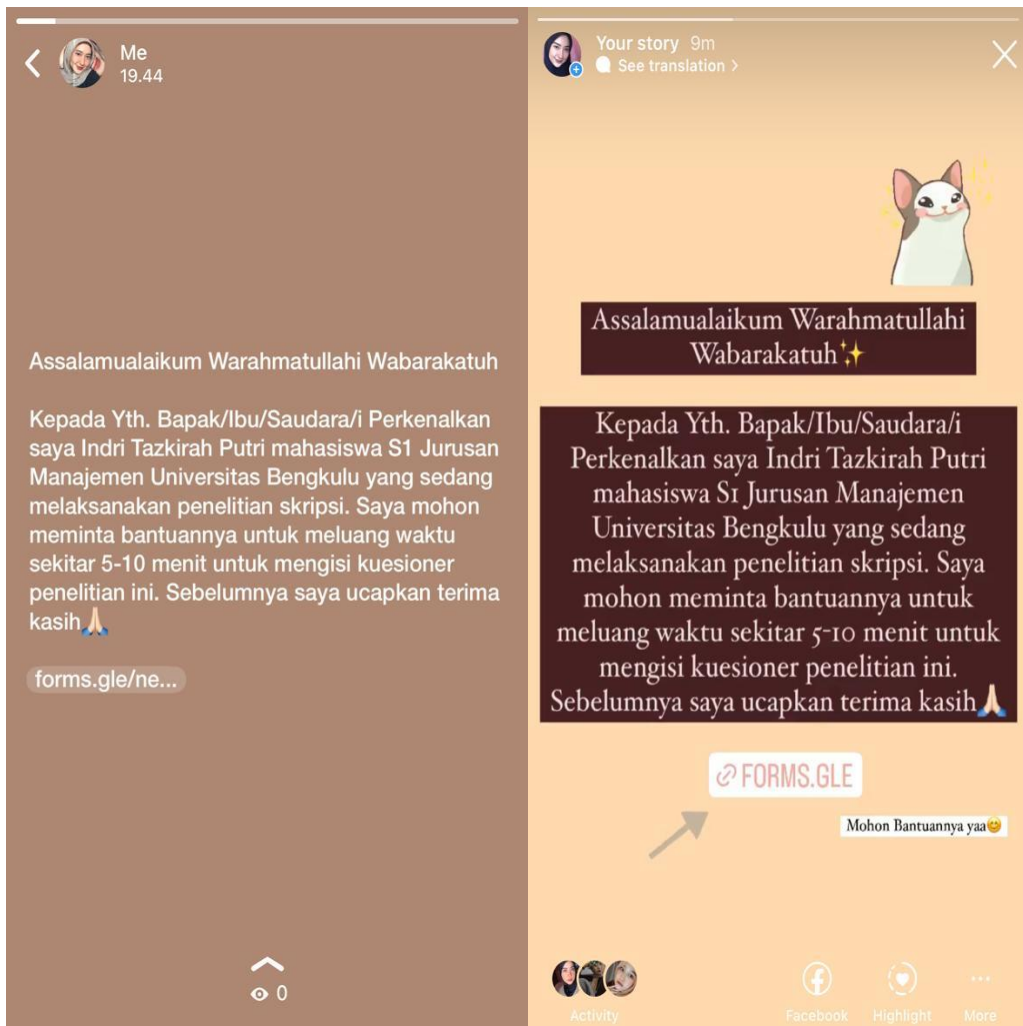 Me
19.44
Assalamualaikum Warahmatullahi Wabarakatuh
Kepada Yth. Bapak/Ibu/Saudara/i Perkenalkan
saya Indri Tazkirah Putri mahasiswa S1 Jurusan
Manajemen Universitas Bengkulu yang sedang
melaksanakan penelitian skripsi. Saya mohon
meminta bantuannya untuk meluang waktu
sekitar 5-10 menit untuk mengisi kuesioner
penelitian ini. Sebelumnya saya ucapkan terima
kasih🙏🏻
forms.gle/ne...
0
Your story 9m
See translation >
Assalamualaikum Warahmatullahi
Wabarakatuh✨
Kepada Yth. Bapak/Ibu/Saudara/i
Perkenalkan saya Indri Tazkirah Putri
mahasiswa S1 Jurusan Manajemen
Universitas Bengkulu yang sedang
melaksanakan penelitian skripsi. Saya
mohon meminta bantuannya untuk
meluang waktu sekitar 5-10 menit untuk
mengisi kuesioner penelitian ini.
Sebelumnya saya ucapkan terima kasih🙏🏻
FORMS.GLE
Mohon Bantuannya yaa😊
Activity
Facebook
Highlight
More